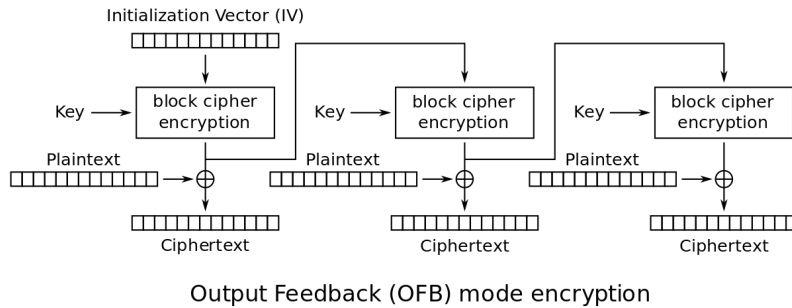 Initialization Vector (IV)
Key
block cipher
encryption
Key
block cipher
encryption
Key
block cipher
encryption
Plaintext
Plaintext
Plaintext
Ciphertext
Ciphertext
Ciphertext
Output Feedback (OFB) mode encryption